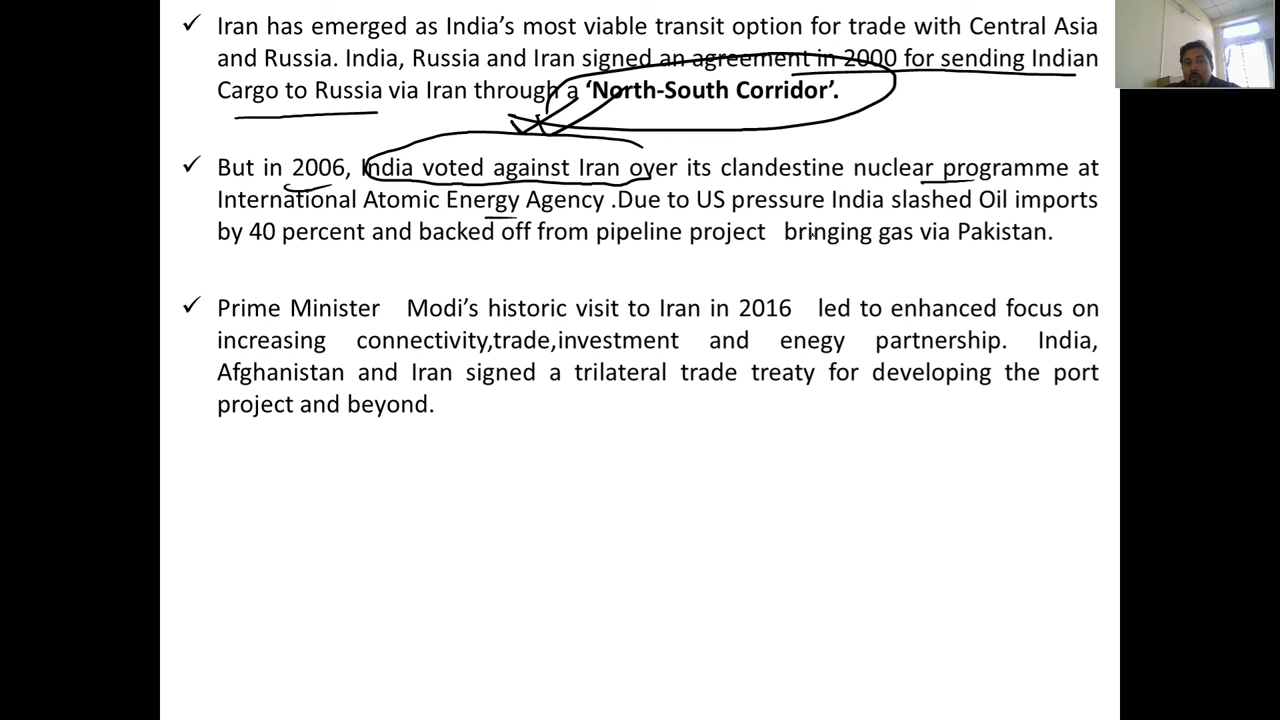 ✓ Iran has emerged as India’s most viable transit option for trade with Central Asia
and Russia. India, Russia and Iran signed an agreement in 2000 for sending Indian
Cargo to Russia via Iran through a ‘North-South Corridor’.
✓ But in 2006, India voted against Iran over its clandestine nuclear programme at
International Atomic Energy Agency .Due to US pressure India slashed Oil imports
by 40 percent and backed off from pipeline project bringing gas via Pakistan.
✓ Prime Minister Modi’s historic visit to Iran in 2016 led to enhanced focus on
increasing connectivity,trade,investment and enegy partnership. India,
Afghanistan and Iran signed a trilateral trade treaty for developing the port
project and beyond.